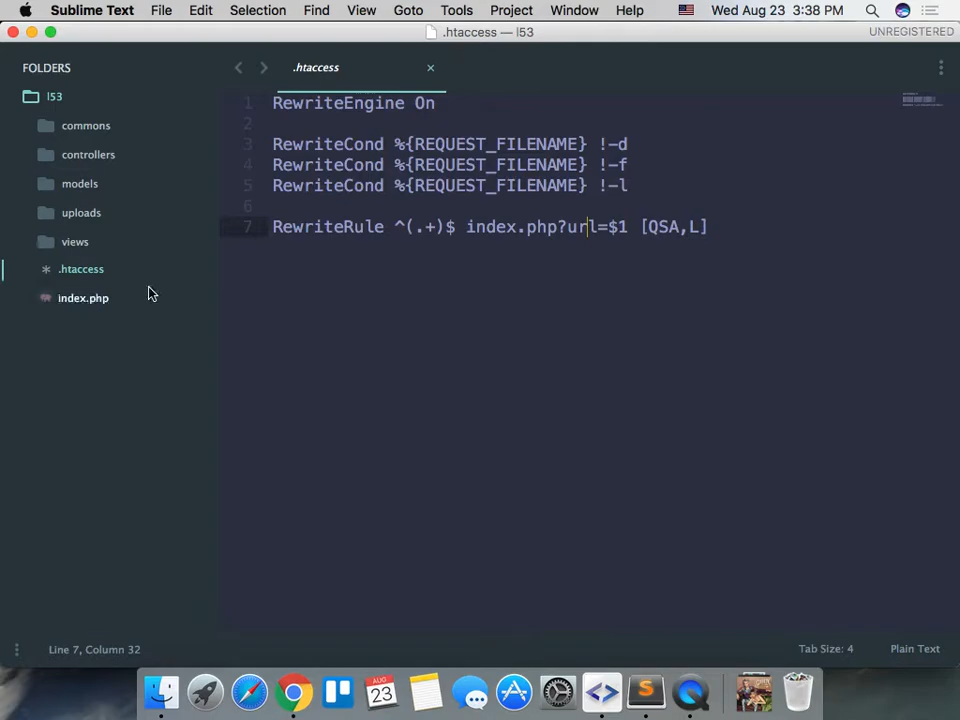 Sublime Text File Edit Selection Find View Goto Tools Project Window Help Wed Aug 23 3:38 PM
.htaccess — l53 UNREGISTERED
FOLDERS
l53
commons
controllers
models
uploads
views
.htaccess
index.php
.htaccess
1 RewriteEngine On
2
3 RewriteCond %{REQUEST_FILENAME} !-d
4 RewriteCond %{REQUEST_FILENAME} !-f
5 RewriteCond %{REQUEST_FILENAME} !-l
6
7 RewriteRule ^(.+)$ index.php?url=$1 [QSA,L]
Line 7, Column 32 Tab Size: 4 Plain Text
AUG
23